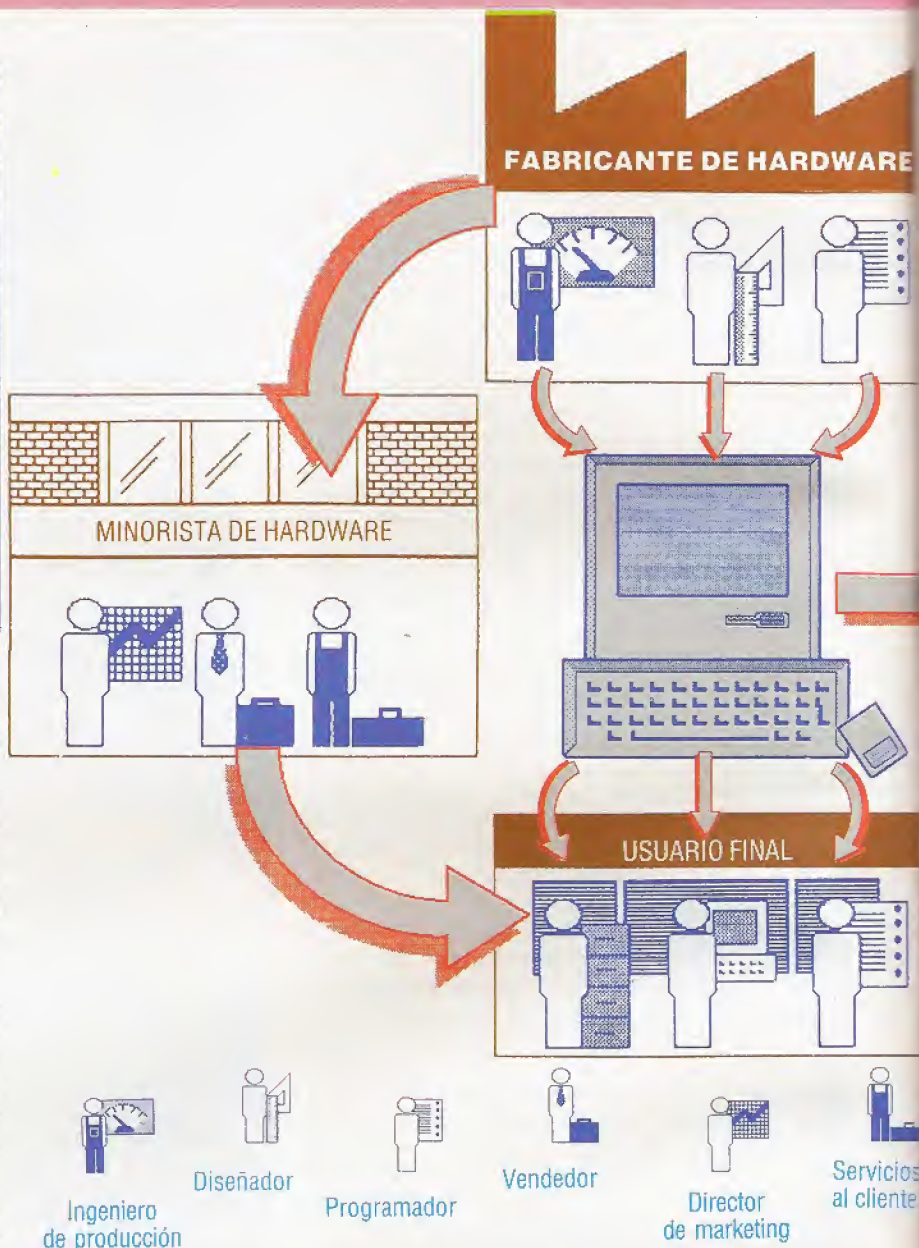 FABRICANTE DE HARDWARE
MINORISTA DE HARDWARE
USUARIO FINAL
Ingeniero
de producción
Diseñador
Programador
Vendedor
Director
de marketing
Servicios
al cliente